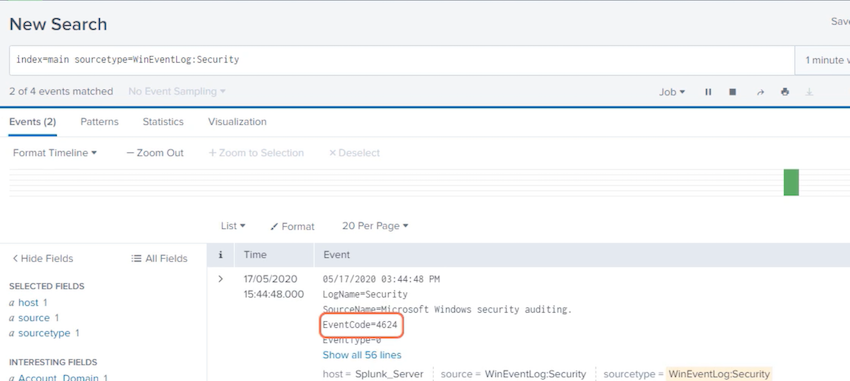 New Search
Save
index=main sourcetype=WinEventLog:Security
1 minute w
2 of 4 events matched
No Event Sampling
Job
Events (2)
Patterns
Statistics
Visualization
Format Timeline
— Zoom Out
+ Zoom to Selection
× Deselect
List
Format
20 Per Page
< Hide Fields
All Fields
i
Time
Event
SELECTED FIELDS
a host 1
a source 1
a sourcetype 1
INTERESTING FIELDS
a Account_Domain 1
>
17/05/2020
15:44:48.000
05/17/2020 03:44:48 PM
LogName=Security
SourceName=Microsoft Windows security auditing.
EventCode=4624
EventType=0
Show all 56 lines
host = Splunk_Server
source = WinEventLog:Security
sourcetype = WinEventLog:Security